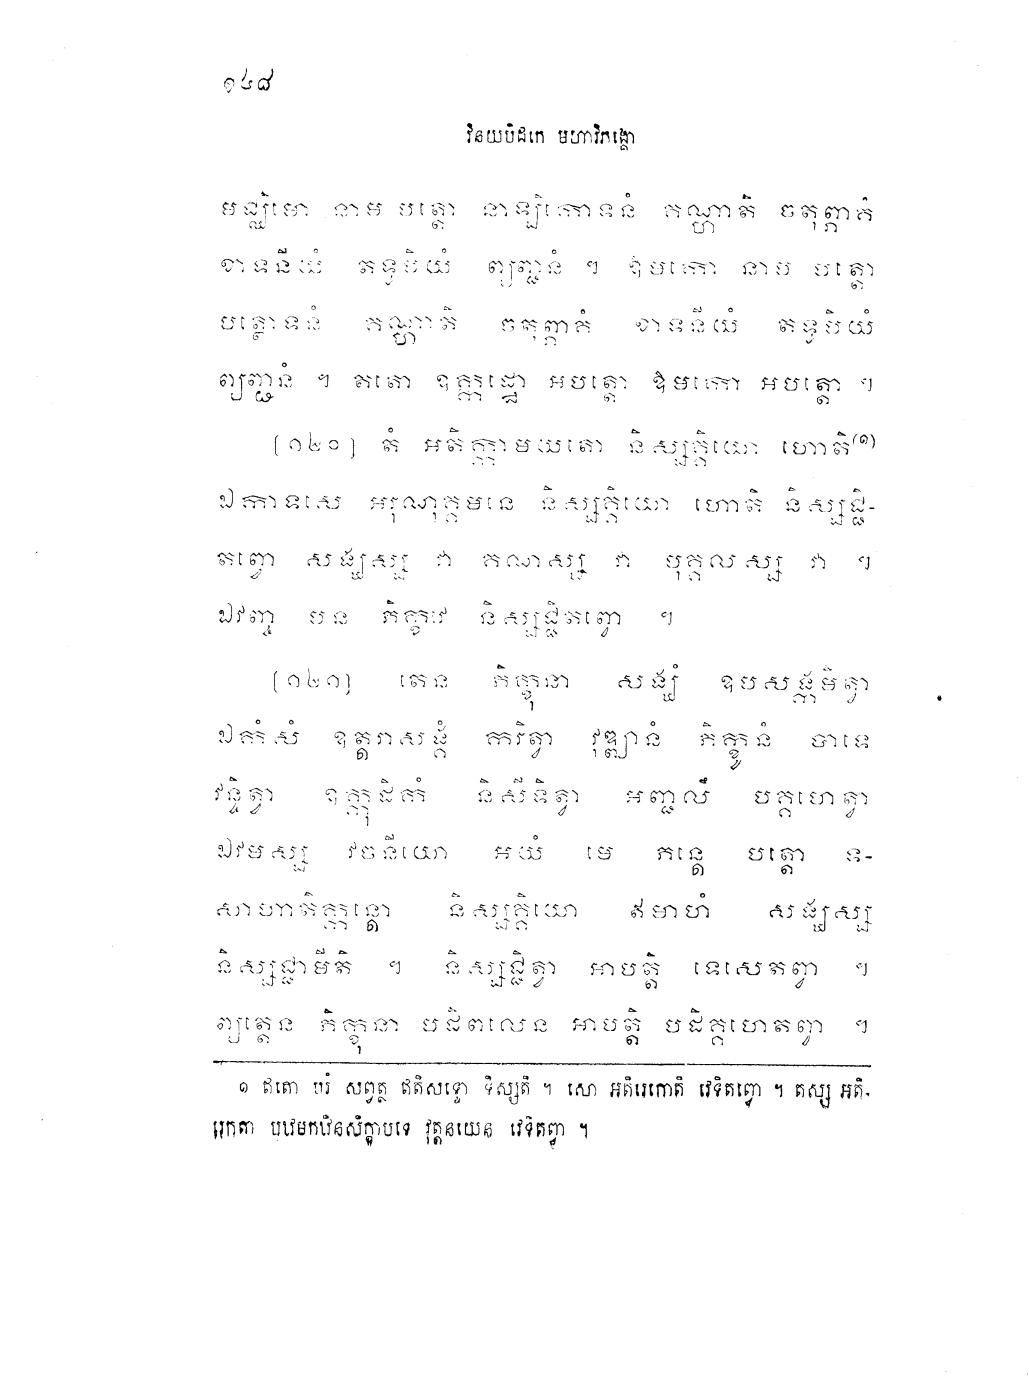 ១៤៨
វិនយបិដកេ មហាវិភង្គោ
មជ្ឈិមោ នាម បត្តោ នាឡិកោទនំ គណ្ហាតិ ចតុព្ភាគំ
ខាទនីយំ តទូបិយំ ព្យញ្ជនំ ។ ឱមកោ នាម បត្តោ
បត្ថោទនំ គណ្ហាតិ ចតុព្ភាគំ ខាទនីយំ តទូបិយំ
ព្យញ្ជនំ ។ តតោ ឧក្កដ្ឋោ អបត្តោ ឱមកោ អបត្តោ ។
[១៤០] តំ អតិក្កាមយតោ និស្សគ្គិយោ ហោតិ(១)
ឯកាទសេ អរុណុគ្គមនេ និស្សគ្គិយោ ហោតិ និស្សជ្ជិ-
តព្វោ សង្ឃស្ស វា គណស្ស វា បុគ្គលស្ស វា ។
ឯវញ្ច បន ភិក្ខវេ និស្សជ្ជិតព្វោ ។
[១៤១] តេន ភិក្ខុនា សង្ឃំ ឧបសង្កមិត្វា
ឯកំសំ ឧត្តរាសង្គំ ការិត្វា វុឌ្ឍានំ ភិក្ខូនំ បាទេ
វន្ទិត្វា ឧក្កុដិកំ និសីទិត្វា អញ្ជលឹ បគ្គហេត្វា
ឯវមស្ស វចនីយោ អយំ មេ ភន្តេ បត្តោ ទ-
សាហាតិក្កន្តោ និស្សគ្គិយោ ឥមាហំ សង្ឃស្ស
និស្សជ្ជាមីតិ ។ និស្សជ្ជិត្វា អាបត្តិ ទេសេតព្វា ។
ព្យត្តេន ភិក្ខុនា បដិពលេន អាបត្តិ បដិគ្គហេតព្វា ។
១ ឥតោ បរំ សព្វត្ថ ឥតិសទ្ទោ ទិស្សតិ ។ សោ អតិរេកោតិ វេទិតព្វោ ។ តស្ស អតិ-
រេកតា បឋមកឋិនសិក្ខាបទេ វុត្តនយេន វេទិតព្វា ។